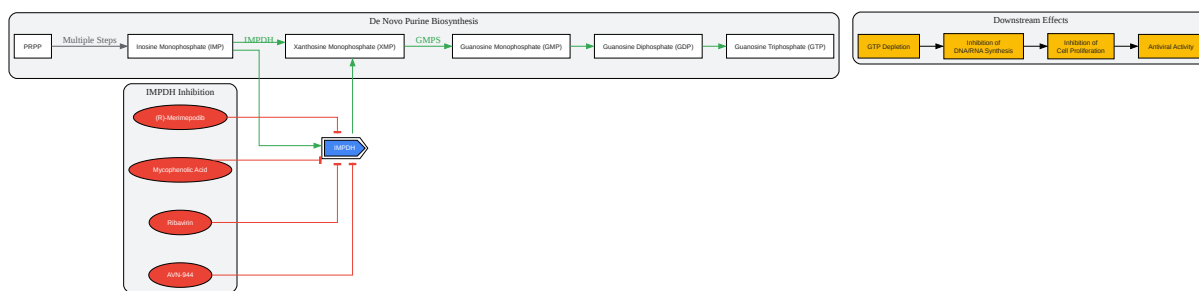 De Novo Purine Biosynthesis
PRPP
Multiple Steps
Inosine Monophosphate (IMP)
IMPDH
Xanthosine Monophosphate (XMP)
GMPS
Guanosine Monophosphate (GMP)
Guanosine Diphosphate (GDP)
Guanosine Triphosphate (GTP)
Downstream Effects
GTP Depletion
Inhibition of
DNA/RNA Synthesis
Inhibition of
Cell Proliferation
Antiviral Activity
IMPDH Inhibition
(R)-Merimepodib
Mycophenolic Acid
Ribavirin
AVN-944
IMPDH